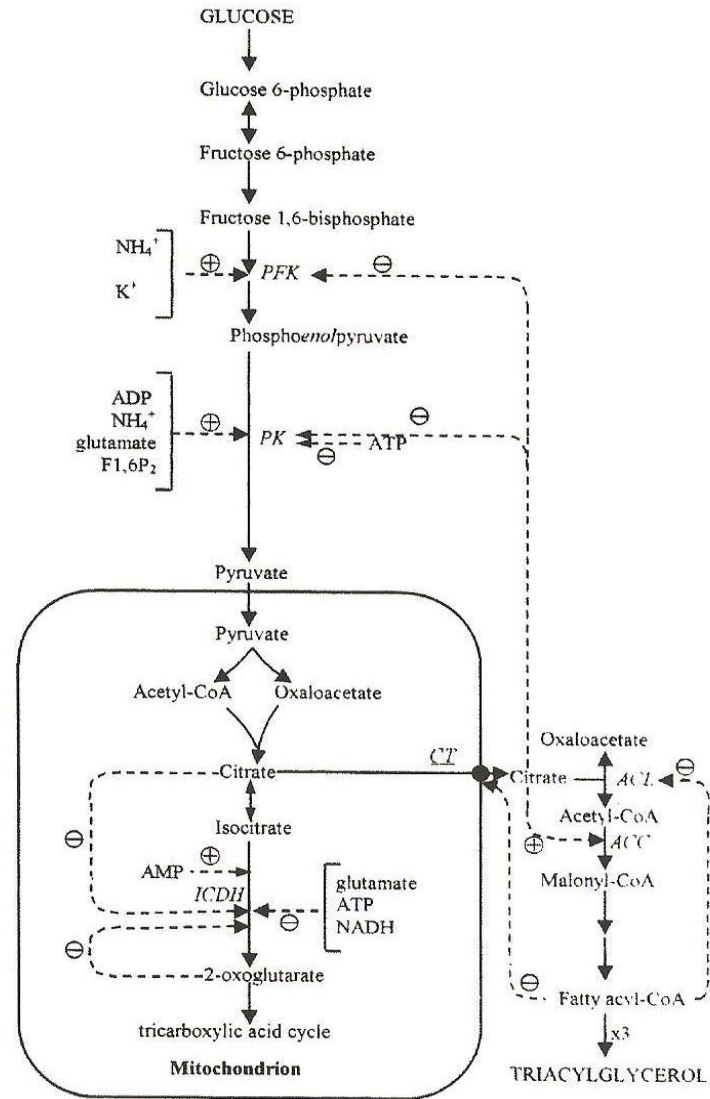 GLUCOSE
Glucose 6-phosphate
Fructose 6-phosphate
Fructose 1,6-bisphosphate
NH₄⁺
K⁺
⊕
PFK
⊖
Phosphoenolpyruvate
ADP
NH₄⁺
glutamate
F1,6P₂
⊕
PK
⊖
ATP
⊖
Pyruvate
Pyruvate
Acetyl-CoA
Oxaloacetate
Citrate
CT
Citrate
Oxaloacetate
ACL
⊖
Acetyl-CoA
⊕
ACC
Malonyl-CoA
Isocitrate
⊖
AMP
⊕
ICDH
glutamate
ATP
NADH
⊖
⊖
2-oxoglutarate
⊖
Fatty acyl-CoA
x3
tricarboxylic acid cycle
Mitochondrion
TRIACYLGLYCEROL